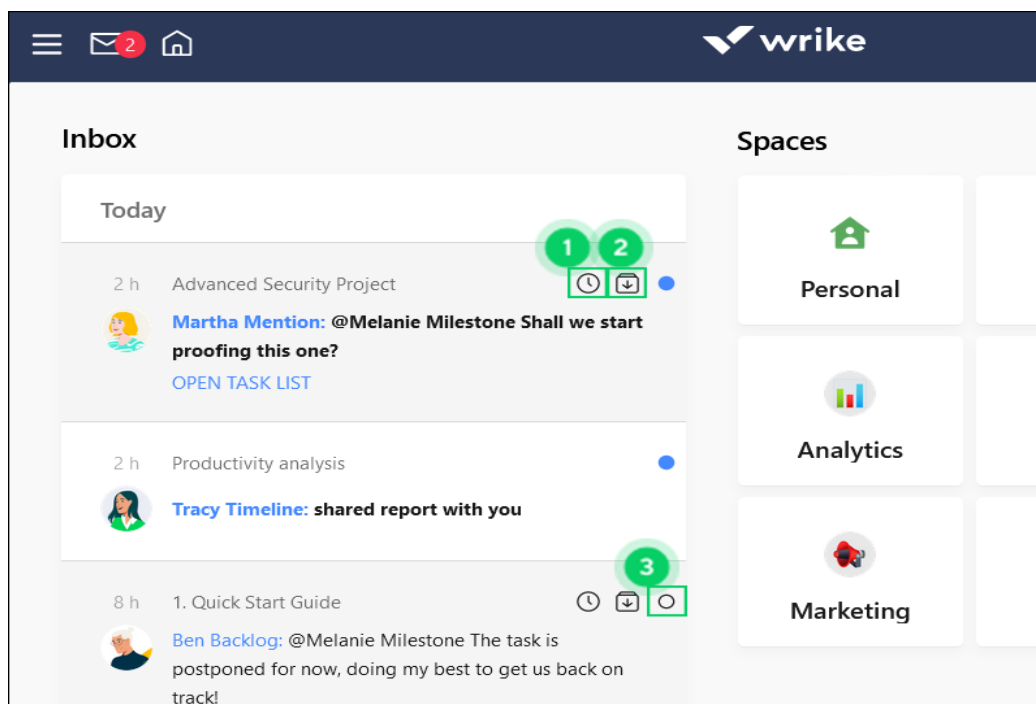 2
wrike
Inbox
Spaces
Today
1
2
2 h
Advanced Security Project
Martha Mention: @Melanie Milestone Shall we start
proofing this one?
OPEN TASK LIST
Personal
2 h
Productivity analysis
Tracy Timeline: shared report with you
Analytics
3
8 h
1. Quick Start Guide
Ben Backlog: @Melanie Milestone The task is
postponed for now, doing my best to get us back on
track!
Marketing